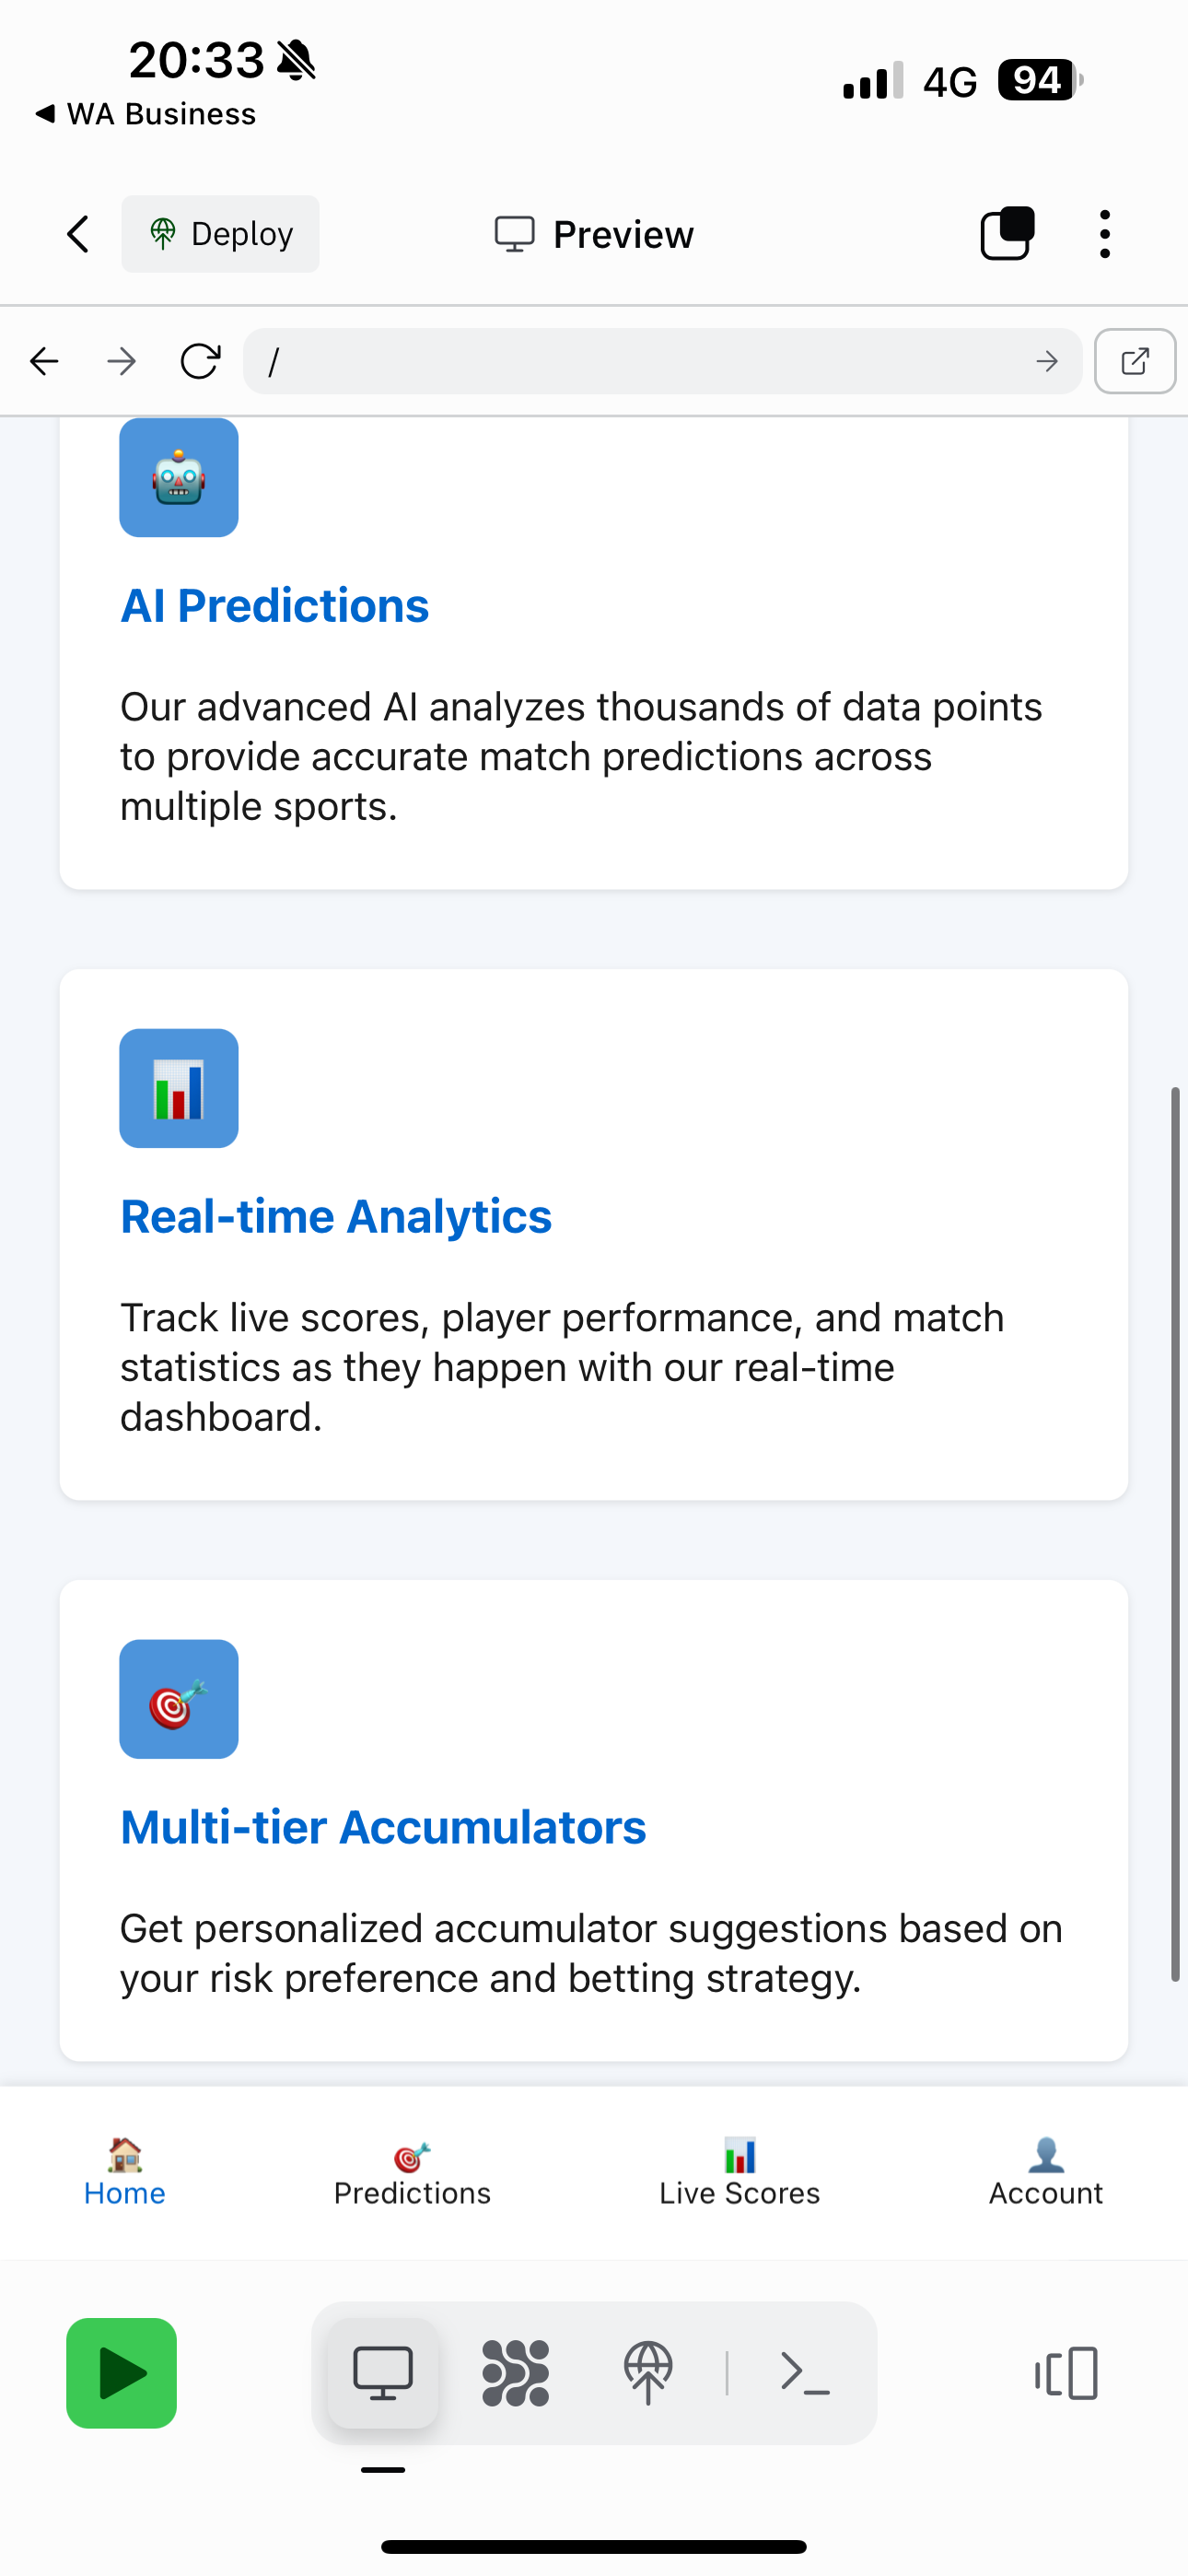 20:33
WA Business
4G
94
Deploy
Preview
/
AI Predictions
Our advanced AI analyzes thousands of data points
to provide accurate match predictions across
multiple sports.
Real-time Analytics
Track live scores, player performance, and match
statistics as they happen with our real-time
dashboard.
Multi-tier Accumulators
Get personalized accumulator suggestions based on
your risk preference and betting strategy.
Home
Predictions
Live Scores
Account